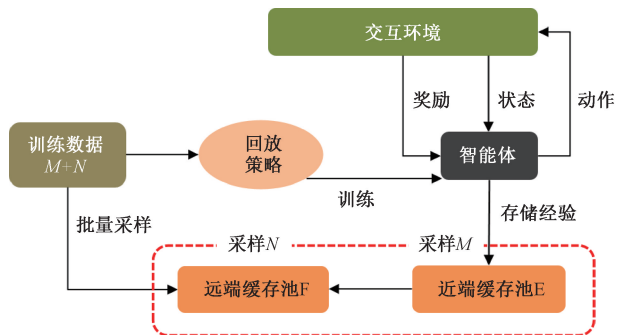 交互环境
奖励
状态
动作
训练数据
M+N
回放
策略
智能体
训练
批量采样
存储经验
采样N
采样M
远端缓存池F
近端缓存池E